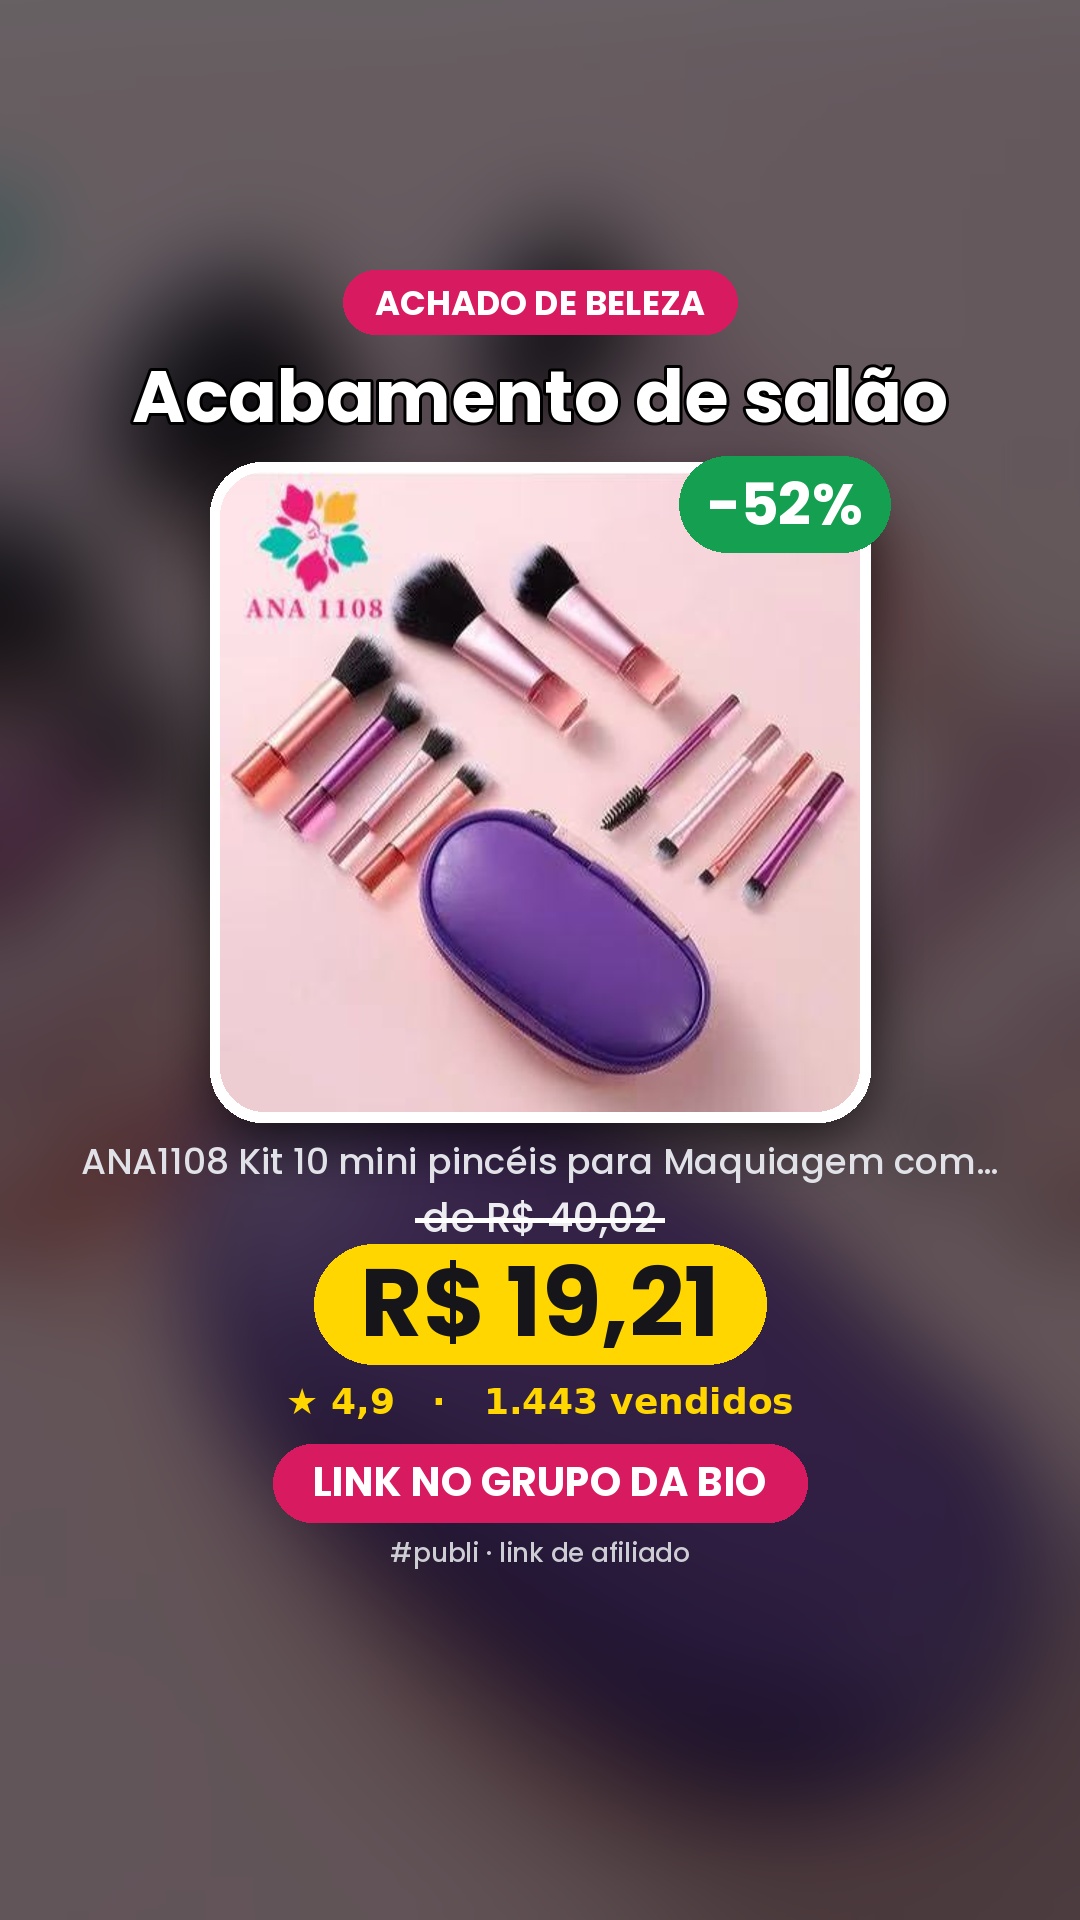 ACHADO DE BELEZA
Acabamento de salão
-52%
ANA 1108
ANA1108 Kit 10 mini pincéis para Maquiagem com...
de R$ 40,02
R$ 19,21
★ 4,9 · 1.443 vendidos
LINK NO GRUPO DA BIO
#publi · link de afiliado